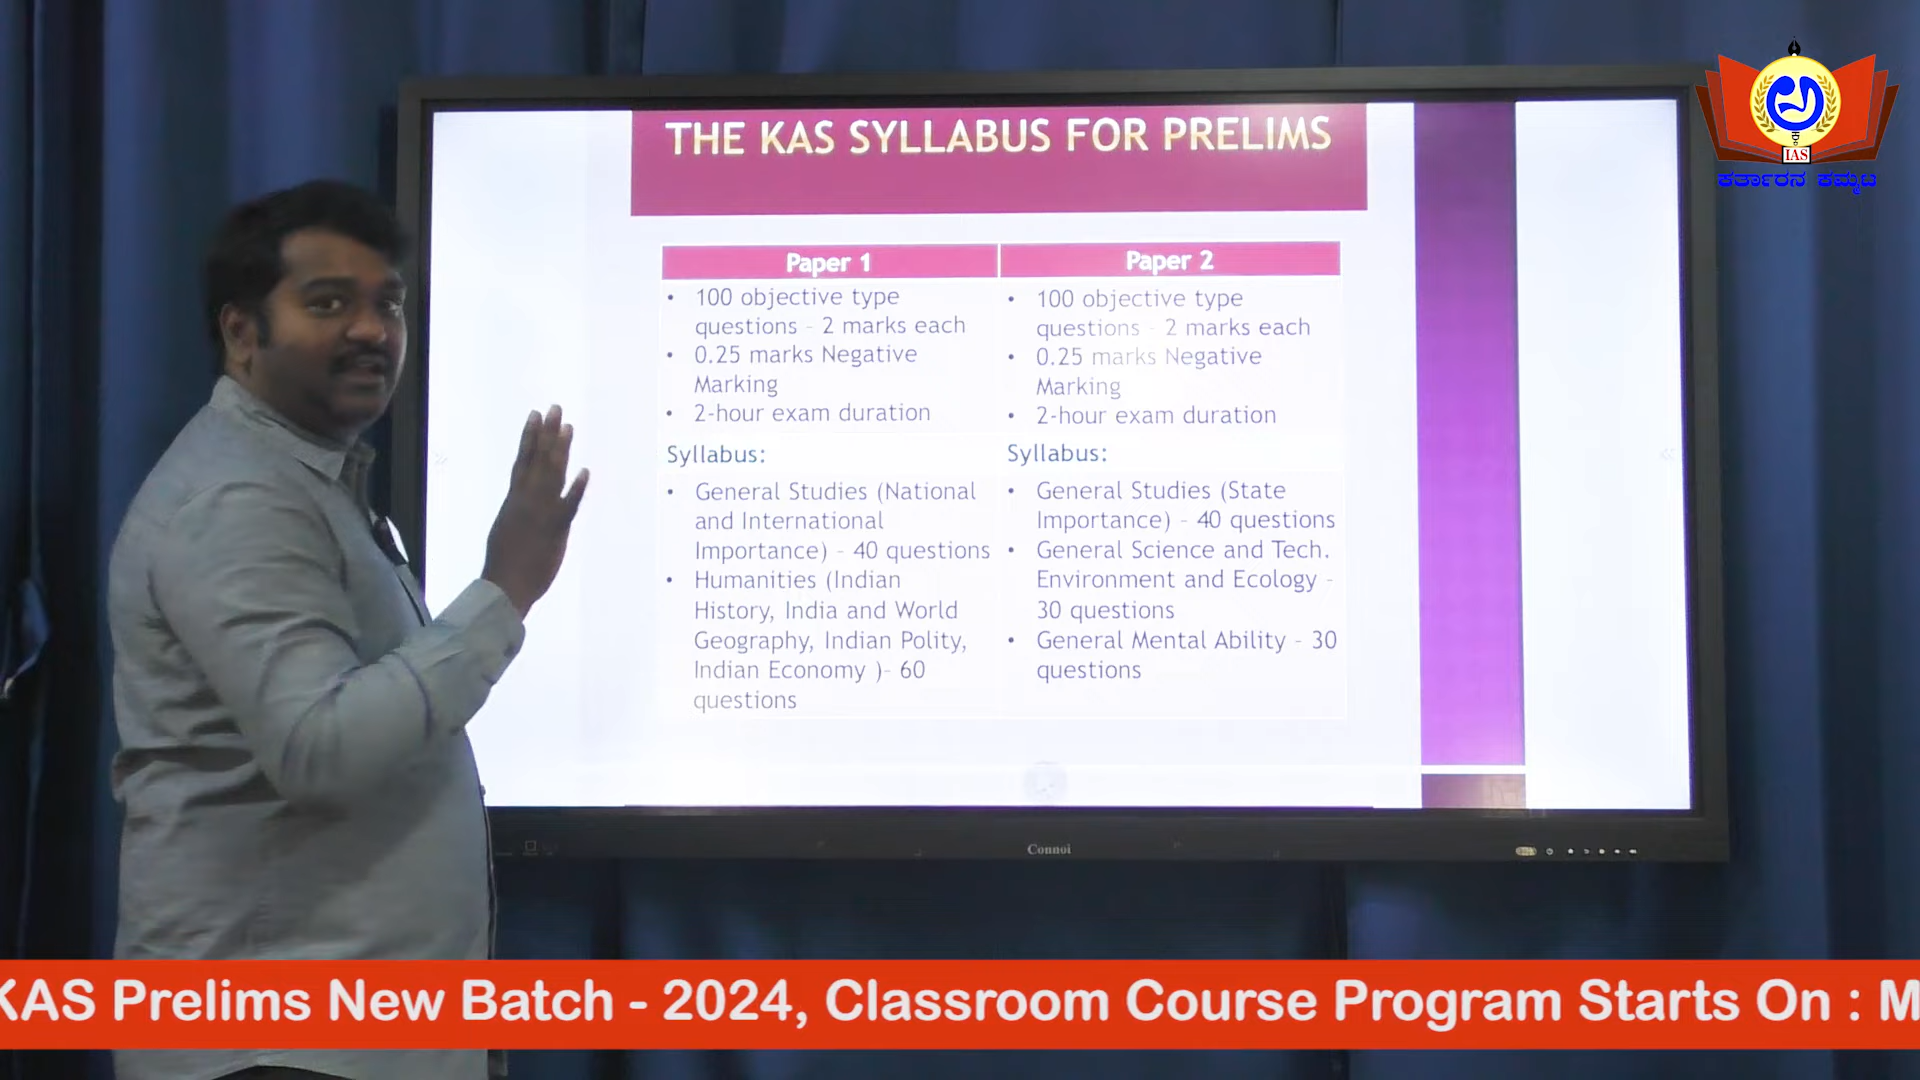 THE KAS SYLLABUS FOR PRELIMS
Paper 1
• 100 objective type
questions – 2 marks each
• 0.25 marks Negative
Marking
• 2-hour exam duration
Syllabus:
• General Studies (National
and International
Importance) – 40 questions
• Humanities (Indian
History, India and World
Geography, Indian Polity,
Indian Economy )– 60
questions
Paper 2
• 100 objective type
questions – 2 marks each
• 0.25 marks Negative
Marking
• 2-hour exam duration
Syllabus:
• General Studies (State
Importance) – 40 questions
• General Science and Tech.
Environment and Ecology –
30 questions
• General Mental Ability – 30
questions
Connoi
IAS
ಕರ್ತಾರನ ಕಮ್ಮಟ
KAS Prelims New Batch - 2024, Classroom Course Program Starts On : M